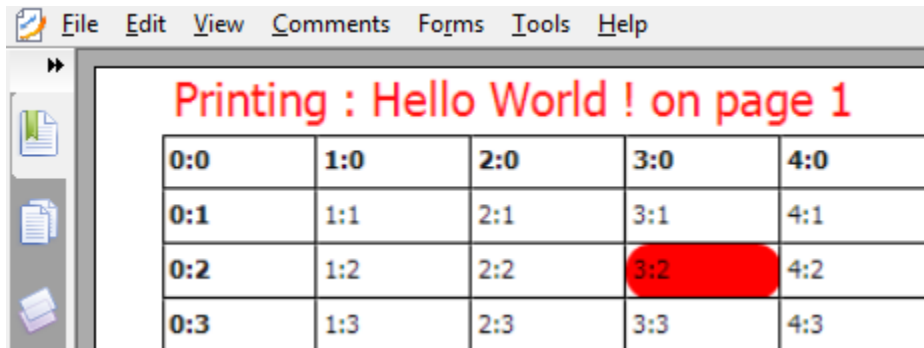 File Edit View Comments Forms Tools Help
Printing : Hello World ! on page 1
0:0 1:0 2:0 3:0 4:0
0:1 1:1 2:1 3:1 4:1
0:2 1:2 2:2 3:2 4:2
0:3 1:3 2:3 3:3 4:3